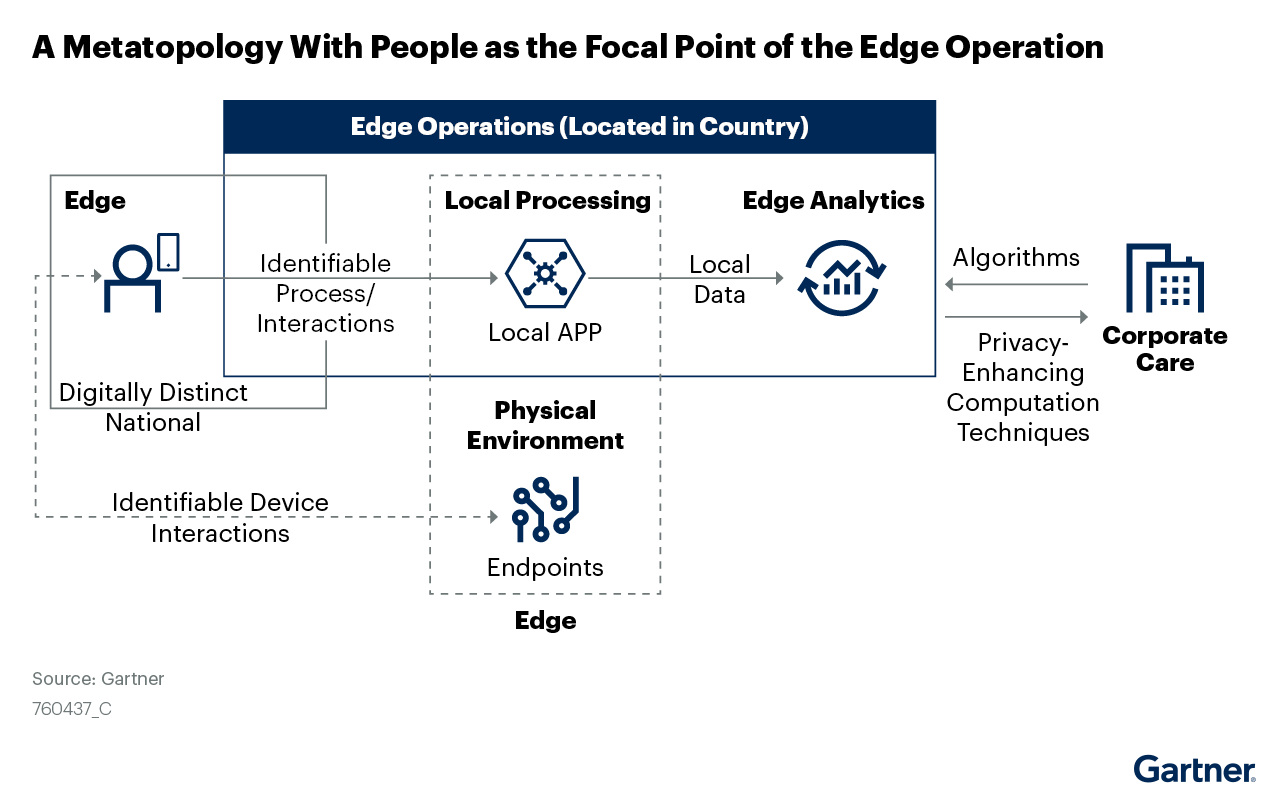 A Metatopology With People as the Focal Point of the Edge Operation
Edge Operations (Located in Country)
Edge
Local Processing
Edge Analytics
Identifiable
Process/
Interactions
Local APP
Local
Data
Algorithms
Privacy-
Enhancing
Computation
Techniques
Corporate
Care
Digitally Distinct
National
Physical
Environment
Identifiable Device
Interactions
Endpoints
Edge
Source: Gartner
760437_C
Gartner